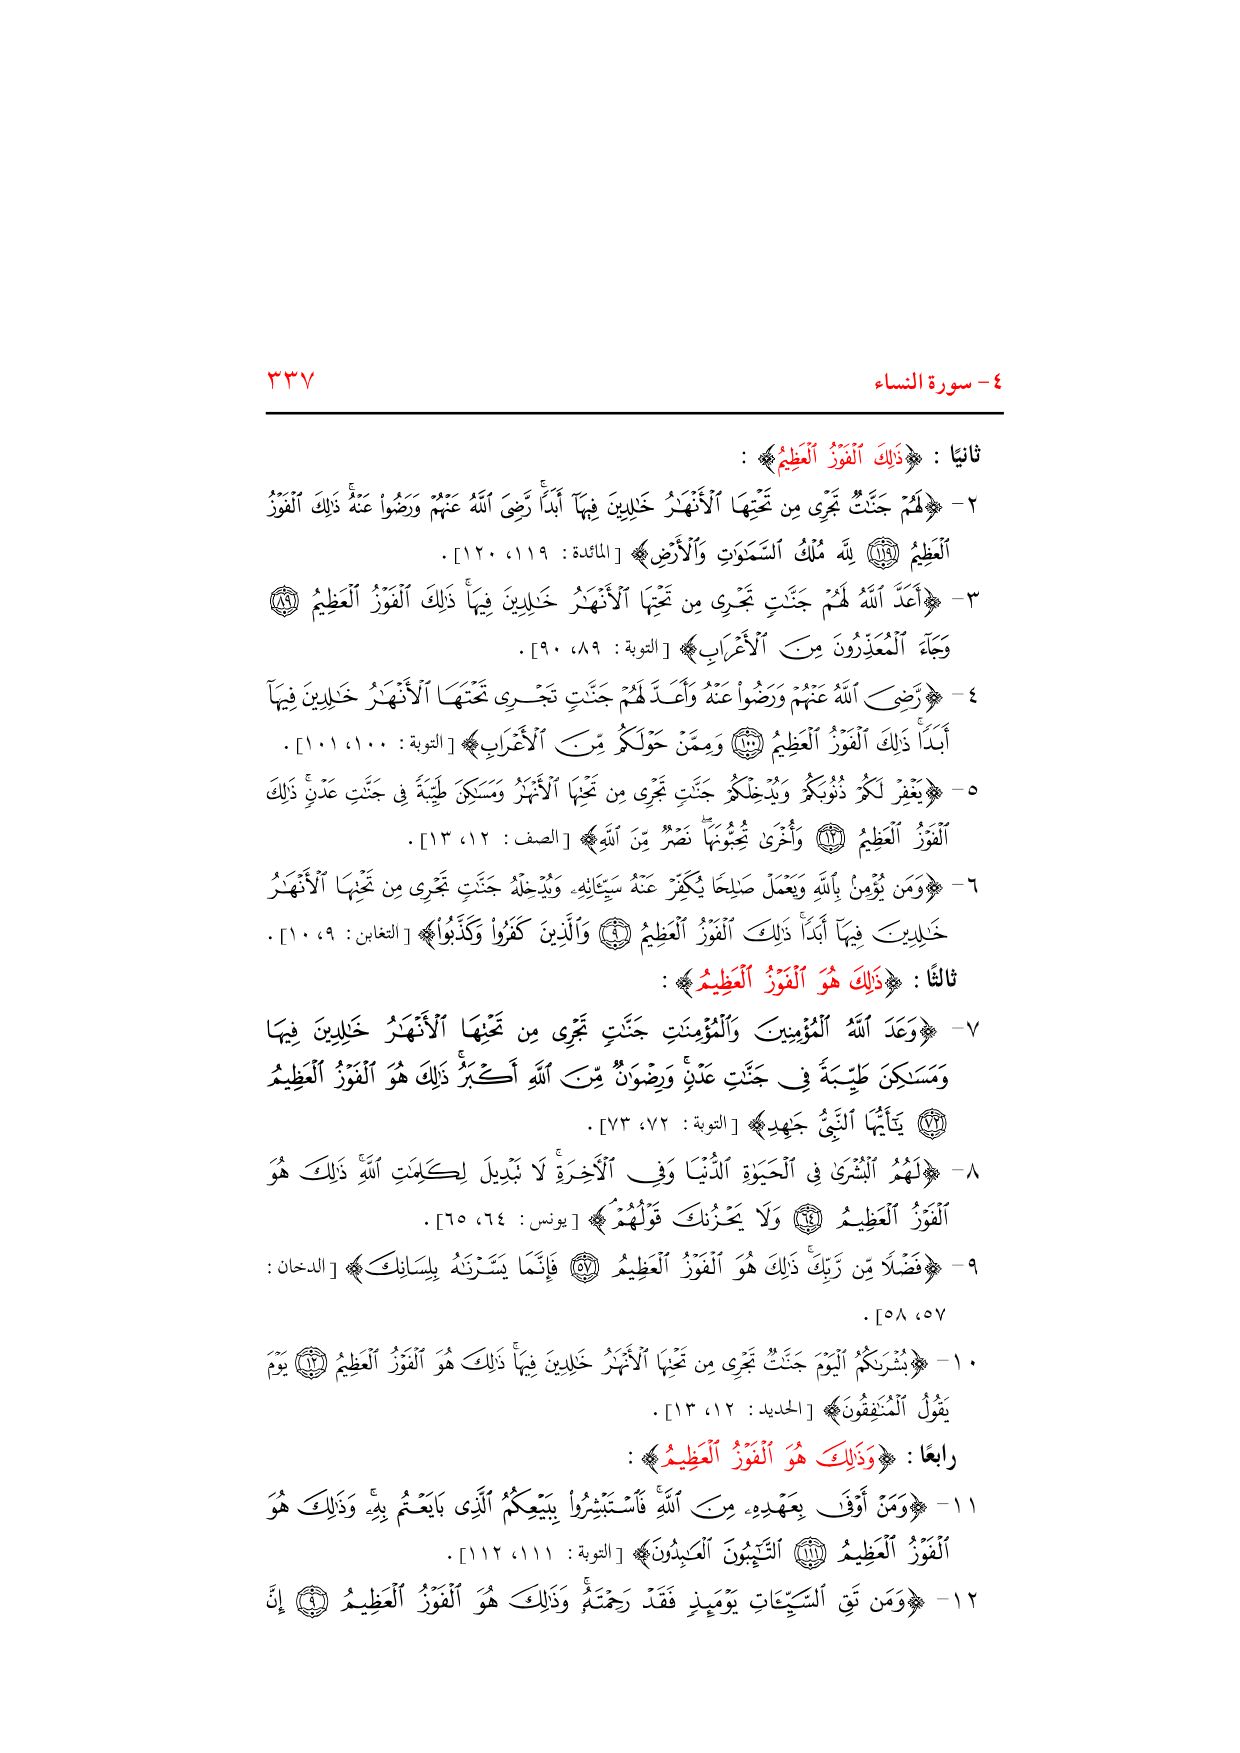 ٤ - سورة النساء ٣٣٧
ثانيًا : ﴿ذَٰلِكَ ٱلْفَوْزُ ٱلْعَظِيمُ﴾ :
٢ - ﴿لَهُمْ جَنَّٰتٌ تَجْرِى مِن تَحْتِهَا ٱلْأَنْهَٰرُ خَٰلِدِينَ فِيهَآ أَبَدًا ۚ رَّضِىَ ٱللَّهُ عَنْهُمْ وَرَضُوا۟ عَنْهُ ۚ ذَٰلِكَ ٱلْفَوْزُ
ٱلْعَظِيمُ ١١٩ لِلَّهِ مُلْكُ ٱلسَّمَٰوَٰتِ وَٱلْأَرْضِ﴾ [المائدة : ١١٩، ١٢٠].
٣ - ﴿أَعَدَّ ٱللَّهُ لَهُمْ جَنَّٰتٍ تَجْرِى مِن تَحْتِهَا ٱلْأَنْهَٰرُ خَٰلِدِينَ فِيهَا ۚ ذَٰلِكَ ٱلْفَوْزُ ٱلْعَظِيمُ ٨٩
وَجَآءَ ٱلْمُعَذِّرُونَ مِنَ ٱلْأَعْرَابِ﴾ [التوبة : ٨٩، ٩٠].
٤ - ﴿رَّضِىَ ٱللَّهُ عَنْهُمْ وَرَضُوا۟ عَنْهُ وَأَعَدَّ لَهُمْ جَنَّٰتٍ تَجْرِى تَحْتَهَا ٱلْأَنْهَٰرُ خَٰلِدِينَ فِيهَآ
أَبَدًا ۚ ذَٰلِكَ ٱلْفَوْزُ ٱلْعَظِيمُ ١٠٠ وَمِمَّنْ حَوْلَكُم مِّنَ ٱلْأَعْرَابِ﴾ [التوبة : ١٠٠، ١٠١].
٥ - ﴿يَغْفِرْ لَكُمْ ذُنُوبَكُمْ وَيُدْخِلْكُمْ جَنَّٰتٍ تَجْرِى مِن تَحْتِهَا ٱلْأَنْهَٰرُ وَمَسَٰكِنَ طَيِّبَةً فِى جَنَّٰتِ عَدْنٍ ۚ ذَٰلِكَ
ٱلْفَوْزُ ٱلْعَظِيمُ ١٢ وَأُخْرَىٰ تُحِبُّونَهَا ۖ نَصْرٌ مِّنَ ٱللَّهِ﴾ [الصف : ١٢، ١٣].
٦ - ﴿وَمَن يُؤْمِنۢ بِٱللَّهِ وَيَعْمَلْ صَٰلِحًا يُكَفِّرْ عَنْهُ سَيِّـَٔاتِهِۦ وَيُدْخِلْهُ جَنَّٰتٍ تَجْرِى مِن تَحْتِهَا ٱلْأَنْهَٰرُ
خَٰلِدِينَ فِيهَآ أَبَدًا ۚ ذَٰلِكَ ٱلْفَوْزُ ٱلْعَظِيمُ ٩ وَٱلَّذِينَ كَفَرُوا۟ وَكَذَّبُوا۟﴾ [التغابن : ٩، ١٠].
ثالثًا : ﴿ذَٰلِكَ هُوَ ٱلْفَوْزُ ٱلْعَظِيمُ﴾ :
٧ - ﴿وَعَدَ ٱللَّهُ ٱلْمُؤْمِنِينَ وَٱلْمُؤْمِنَٰتِ جَنَّٰتٍ تَجْرِى مِن تَحْتِهَا ٱلْأَنْهَٰرُ خَٰلِدِينَ فِيهَا
وَمَسَٰكِنَ طَيِّبَةً فِى جَنَّٰتِ عَدْنٍ ۚ وَرِضْوَٰنٌ مِّنَ ٱللَّهِ أَكْبَرُ ۚ ذَٰلِكَ هُوَ ٱلْفَوْزُ ٱلْعَظِيمُ
٧٢ يَٰٓأَيُّهَا ٱلنَّبِىُّ جَٰهِدِ﴾ [التوبة : ٧٢، ٧٣].
٨ - ﴿لَهُمُ ٱلْبُشْرَىٰ فِى ٱلْحَيَوٰةِ ٱلدُّنْيَا وَفِى ٱلْـَٔاخِرَةِ ۚ لَا تَبْدِيلَ لِكَلِمَٰتِ ٱللَّهِ ۚ ذَٰلِكَ هُوَ
ٱلْفَوْزُ ٱلْعَظِيمُ ٦٤ وَلَا يَحْزُنكَ قَوْلُهُمْ ۘ﴾ [يونس : ٦٤، ٦٥].
٩ - ﴿فَضْلًا مِّن رَّبِّكَ ۚ ذَٰلِكَ هُوَ ٱلْفَوْزُ ٱلْعَظِيمُ ٥٧ فَإِنَّمَا يَسَّرْنَٰهُ بِلِسَانِكَ﴾ [الدخان :
٥٧، ٥٨].
١٠ - ﴿بُشْرَىٰكُمُ ٱلْيَوْمَ جَنَّٰتٌ تَجْرِى مِن تَحْتِهَا ٱلْأَنْهَٰرُ خَٰلِدِينَ فِيهَا ۚ ذَٰلِكَ هُوَ ٱلْفَوْزُ ٱلْعَظِيمُ ١٢ يَوْمَ
يَقُولُ ٱلْمُنَٰفِقُونَ﴾ [الحديد : ١٢، ١٣].
رابعًا : ﴿وَذَٰلِكَ هُوَ ٱلْفَوْزُ ٱلْعَظِيمُ﴾ :
١١ - ﴿وَمَنْ أَوْفَىٰ بِعَهْدِهِۦ مِنَ ٱللَّهِ ۚ فَٱسْتَبْشِرُوا۟ بِبَيْعِكُمُ ٱلَّذِى بَايَعْتُم بِهِۦ ۚ وَذَٰلِكَ هُوَ
ٱلْفَوْزُ ٱلْعَظِيمُ ١١١ ٱلتَّٰٓئِبُونَ ٱلْعَٰبِدُونَ﴾ [التوبة : ١١١، ١١٢].
١٢ - ﴿وَمَن تَقِ ٱلسَّيِّـَٔاتِ يَوْمَئِذٍ فَقَدْ رَحِمْتَهُۥ ۚ وَذَٰلِكَ هُوَ ٱلْفَوْزُ ٱلْعَظِيمُ ٩ إِنَّ